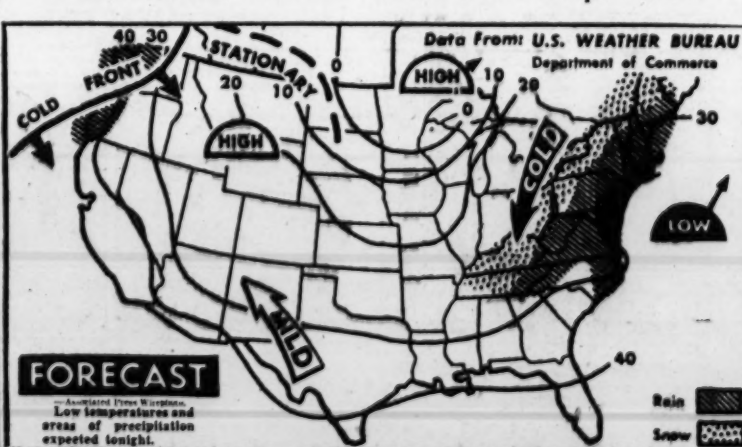 Data From: U.S. WEATHER BUREAU
Department of Commerce
40 30
COLD FRONT
STATIONARY
0
20
10
HIGH
HIGH
10
0
20
30
COLD
LOW
MILD
40
FORECAST
—Associated Press Wirephoto.
Low temperatures and
areas of precipitation
expected tonight.
Rain
Snow